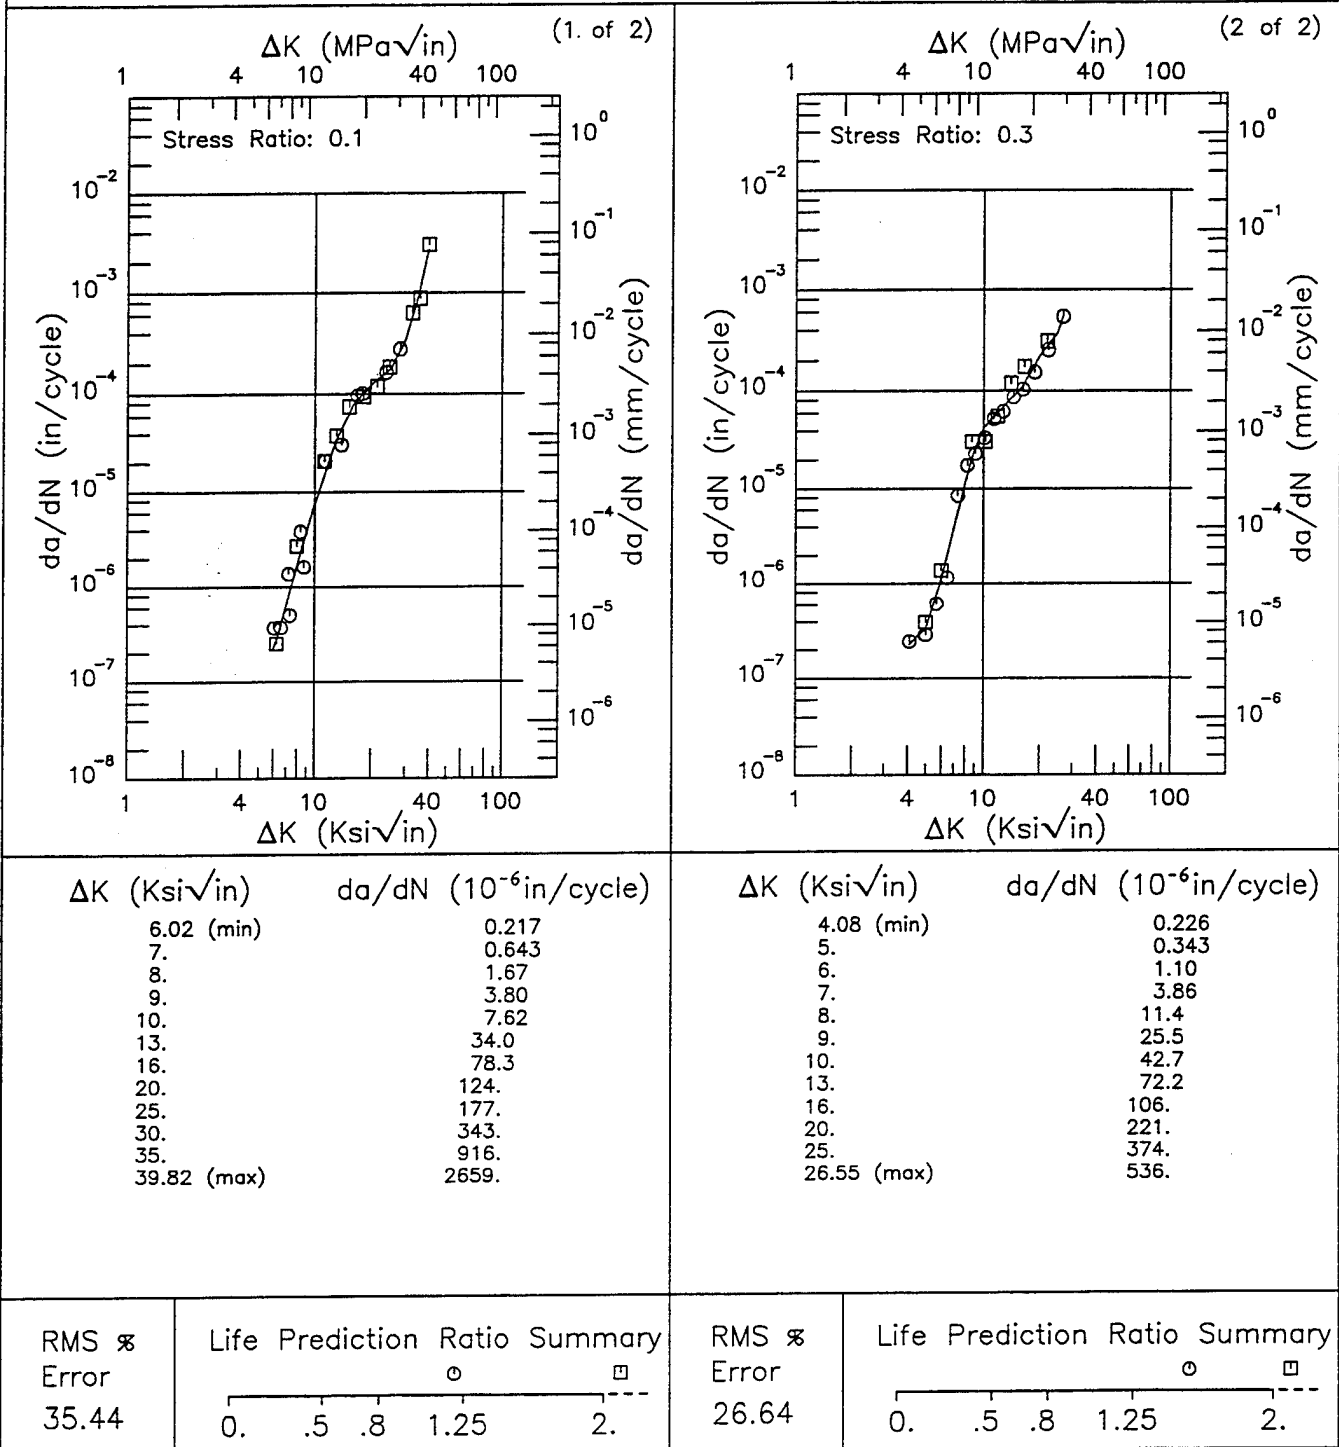 (1. of 2)
ΔK (MPa√in)
1 4 10 40 100
Stress Ratio: 0.1
10⁰
10⁻¹
10⁻²
10⁻³
10⁻⁴
10⁻⁵
10⁻⁶
da/dN (mm/cycle)
10⁻²
10⁻³
10⁻⁴
10⁻⁵
10⁻⁶
10⁻⁷
10⁻⁸
da/dN (in/cycle)
1 4 10 40 100
ΔK (Ksi√in)
(2 of 2)
ΔK (MPa√in)
1 4 10 40 100
Stress Ratio: 0.3
10⁰
10⁻¹
10⁻²
10⁻³
10⁻⁴
10⁻⁵
10⁻⁶
da/dN (mm/cycle)
10⁻²
10⁻³
10⁻⁴
10⁻⁵
10⁻⁶
10⁻⁷
10⁻⁸
da/dN (in/cycle)
1 4 10 40 100
ΔK (Ksi√in)
ΔK (Ksi√in) da/dN (10⁻⁶in/cycle)
6.02 (min) 0.217
7. 0.643
8. 1.67
9. 3.80
10. 7.62
13. 34.0
16. 78.3
20. 124.
25. 177.
30. 343.
35. 916.
39.82 (max) 2659.
ΔK (Ksi√in) da/dN (10⁻⁶in/cycle)
4.08 (min) 0.226
5. 0.343
6. 1.10
7. 3.86
8. 11.4
9. 25.5
10. 42.7
13. 72.2
16. 106.
20. 221.
25. 374.
26.55 (max) 536.
RMS %
Error
35.44
Life Prediction Ratio Summary
0. .5 .8 1.25 2.
RMS %
Error
26.64
Life Prediction Ratio Summary
0. .5 .8 1.25 2.